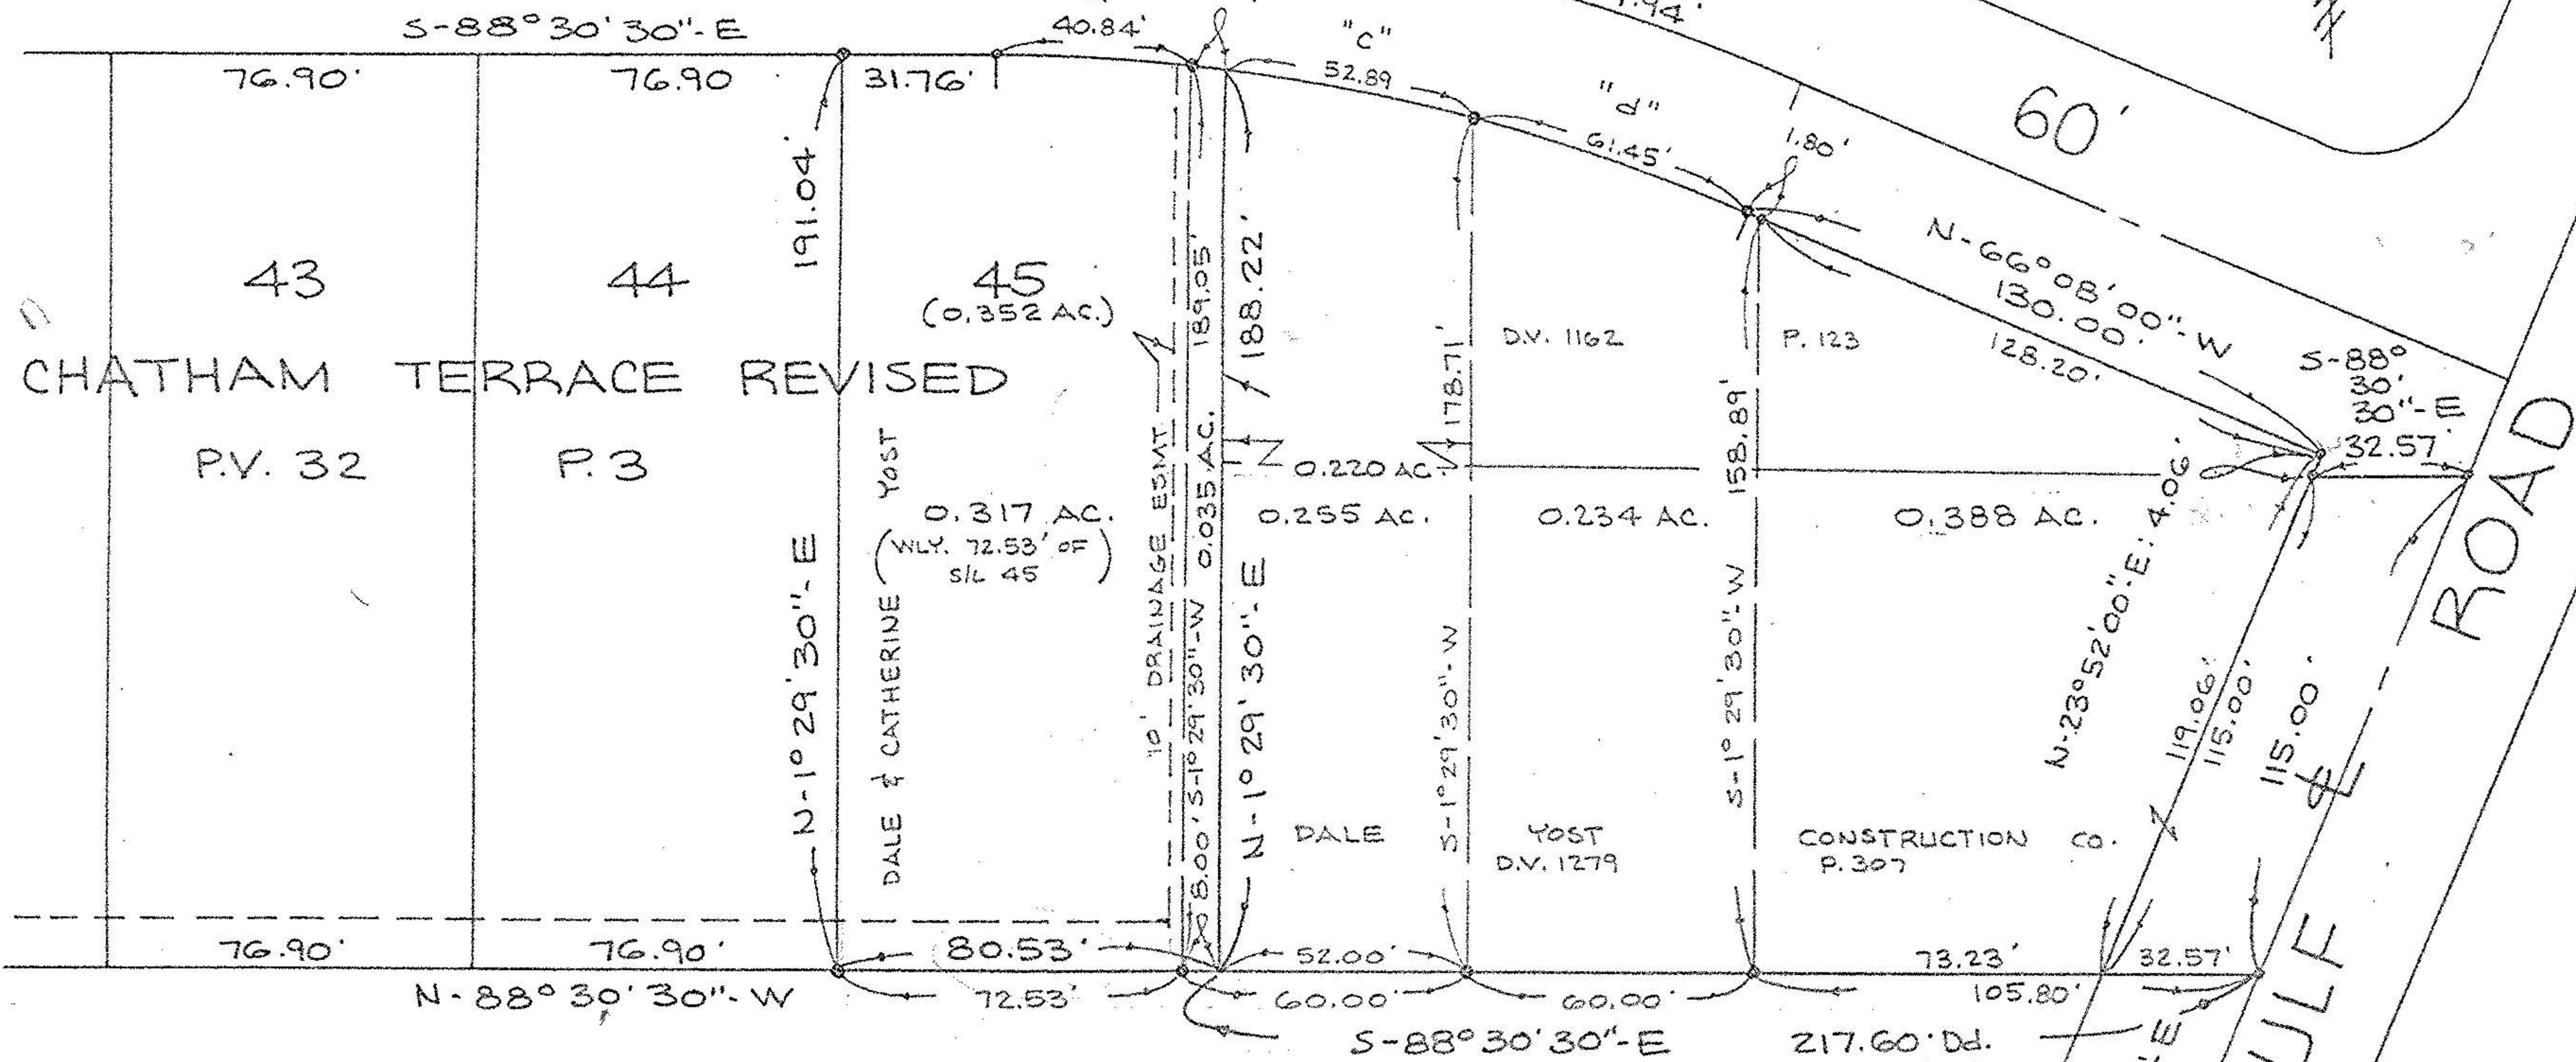 S-88°30'30"-E
40.84'
"c"
1.94'
76.90'
76.90
31.76'
52.89
"d"
61.45'
1.80'
60'
191.04'
43
44
45
(0.352 AC.)
189.05'
188.22'
178.71'
D.V. 1162
P. 123
158.89'
N-66°08'00"-W
130.00'
128.20'
S-88°
30'
30"-E
32.57'
CHATHAM TERRACE REVISED
P.V. 32
P. 3
N-1°29'30"-E
DALE & CATHERINE YOST
0.317 AC.
(WLY. 72.53' OF
S/L 45)
10' DRAINAGE ESMT.
0.035 AC.
8.00' S-1°29'30"-W
N-1°29'30"-E
0.220 AC.
0.255 AC.
0.234 AC.
0.388 AC.
S-1°29'30"-W
S-1°29'30"-W
N-23°52'00"-E: 4.06'
119.06'
115.00'
115.00'
ROAD
DALE YOST CONSTRUCTION CO.
D.V. 1279 P. 307
76.90'
76.90'
80.53'
52.00'
73.23'
32.57'
N-88°30'30"-W
72.53'
60.00'
60.00'
105.80'
S-88°30'30"-E 217.60' Dd.